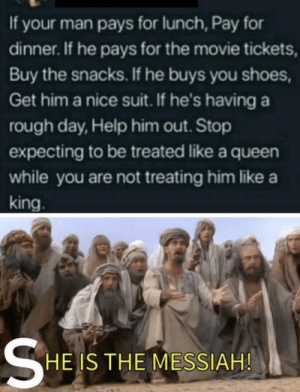 If your man pays for lunch, Pay for
dinner. If he pays for the movie tickets,
Buy the snacks. If he buys you shoes,
Get him a nice suit. If he's having a
rough day, Help him out. Stop
expecting to be treated like a queen
while you are not treating him like a
king.
SHE IS THE MESSIAH!